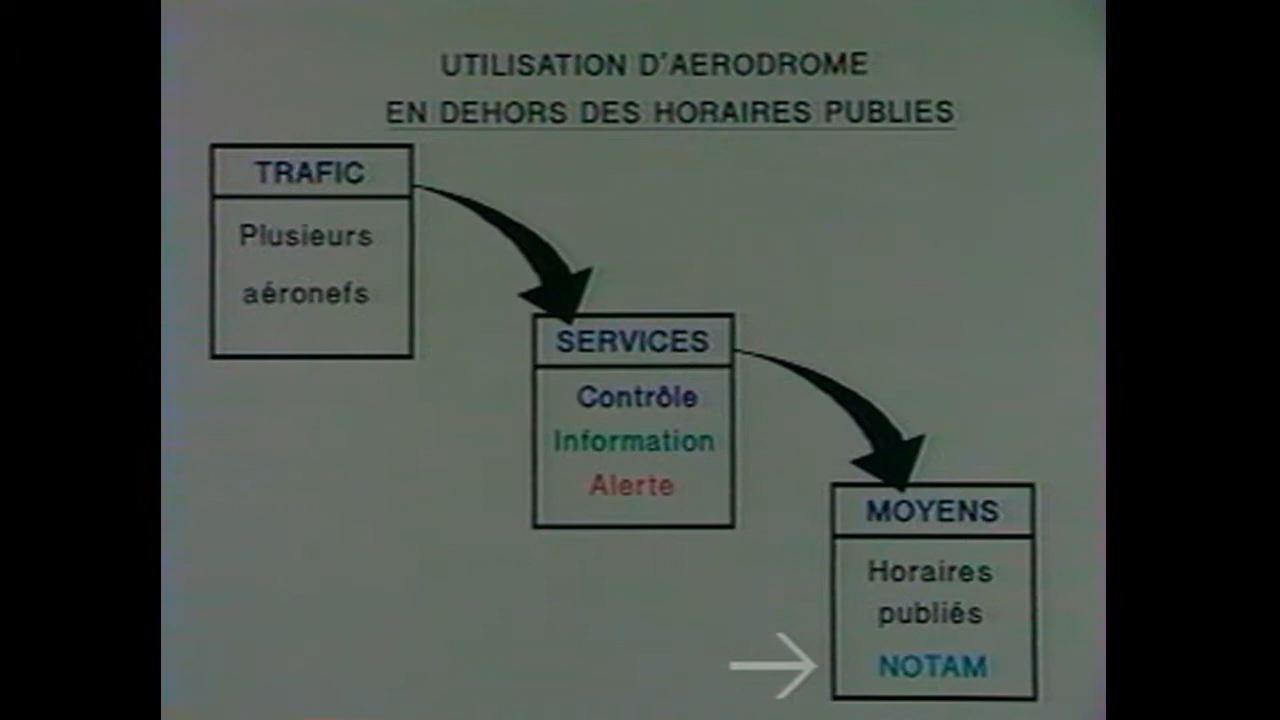 UTILISATION D'AERODROME
EN DEHORS DES HORAIRES PUBLIES
TRAFIC
Plusieurs
aéronefs
SERVICES
Contrôle
Information
Alerte
MOYENS
Horaires
publiés
NOTAM